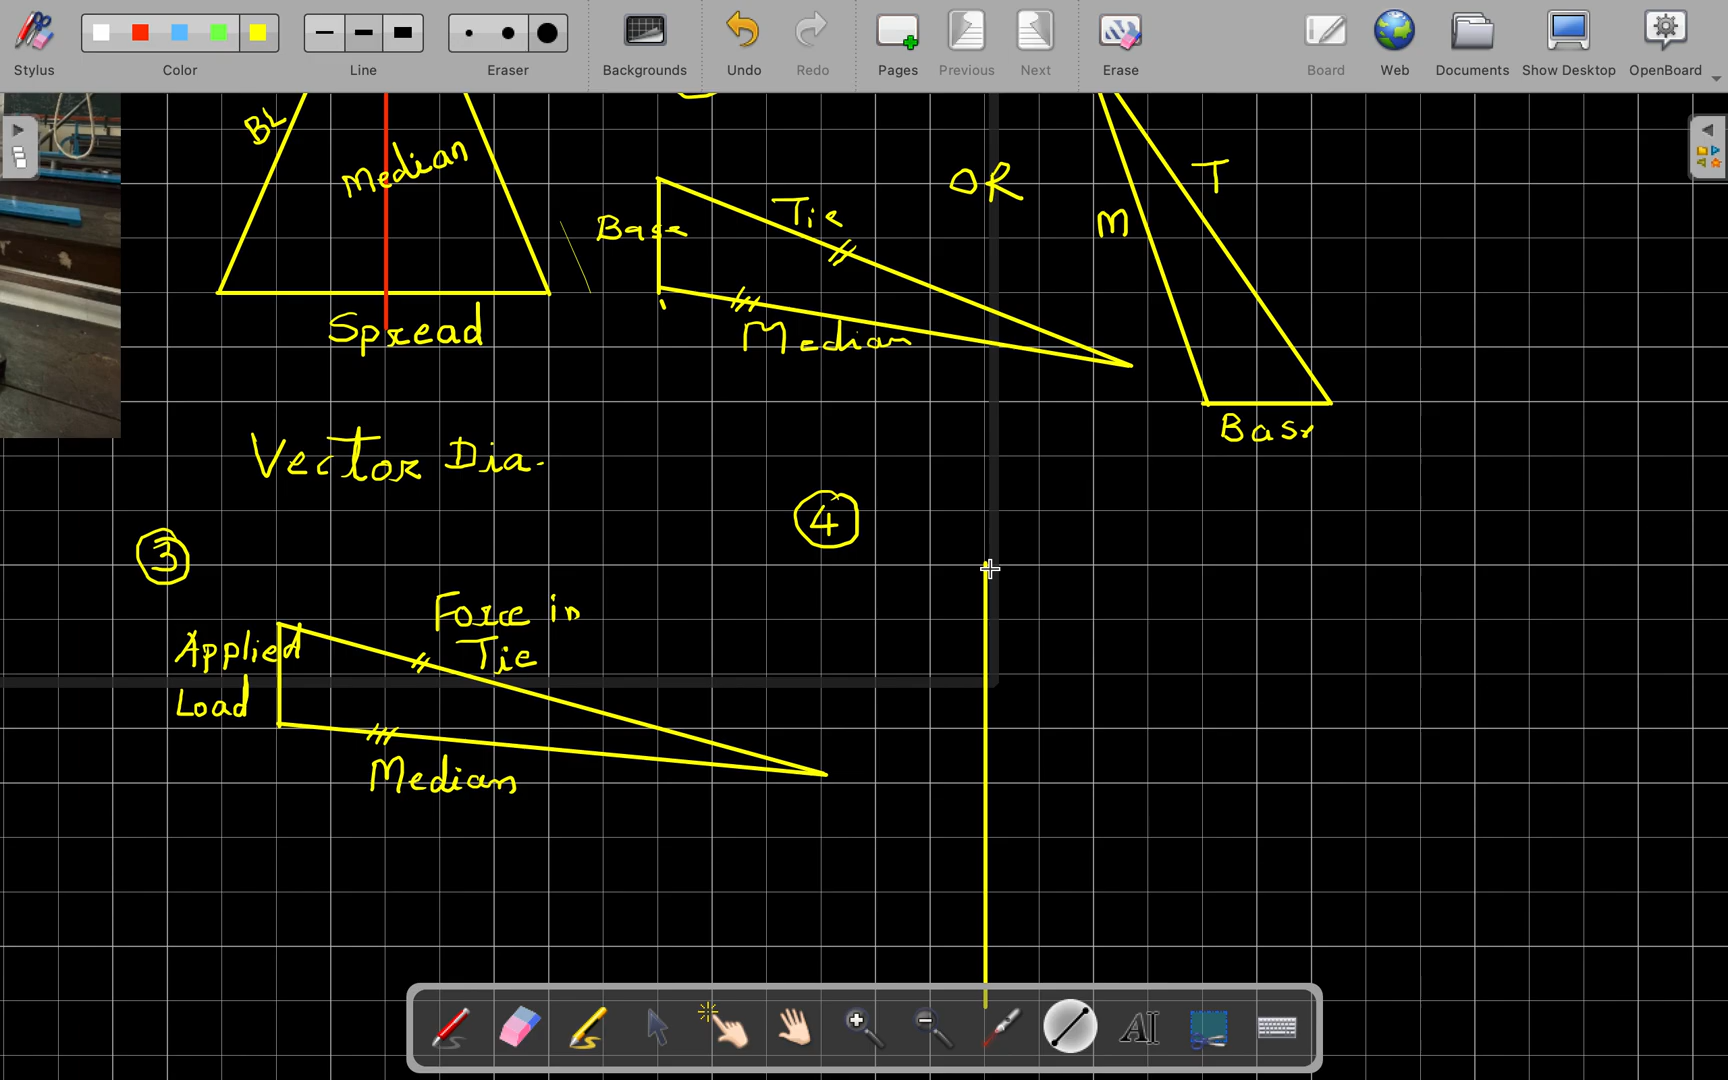 Stylus
Color
Line
Eraser
Backgrounds
Undo
Redo
Pages
Previous
Next
Erase
Board
Web
Documents
Show Desktop
OpenBoard
BL
Median
Spread
Base
Tie
Median
OR
M
T
Base
Vector Dia.
3
Applied
Load
Force in
Tie
Median
4
AI